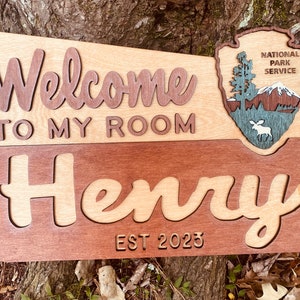 Welcome
TO MY ROOM
Henry
EST 2023
NATIONAL
PARK
SERVICE